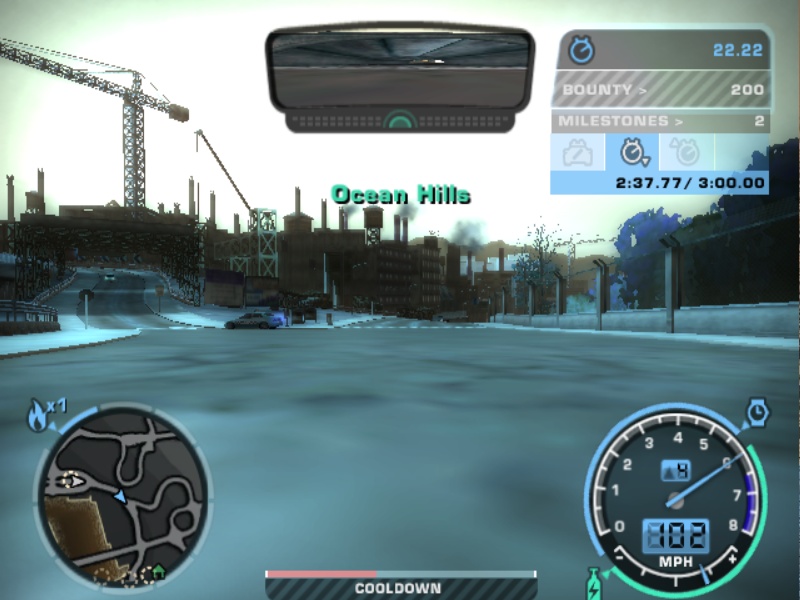 22.22
BOUNTY > 200
MILESTONES > 2
2:37.77/ 3:00.00
Ocean Hills
x1
0 1 2 3 4 5 6 7 8
4
102
MPH
COOLDOWN